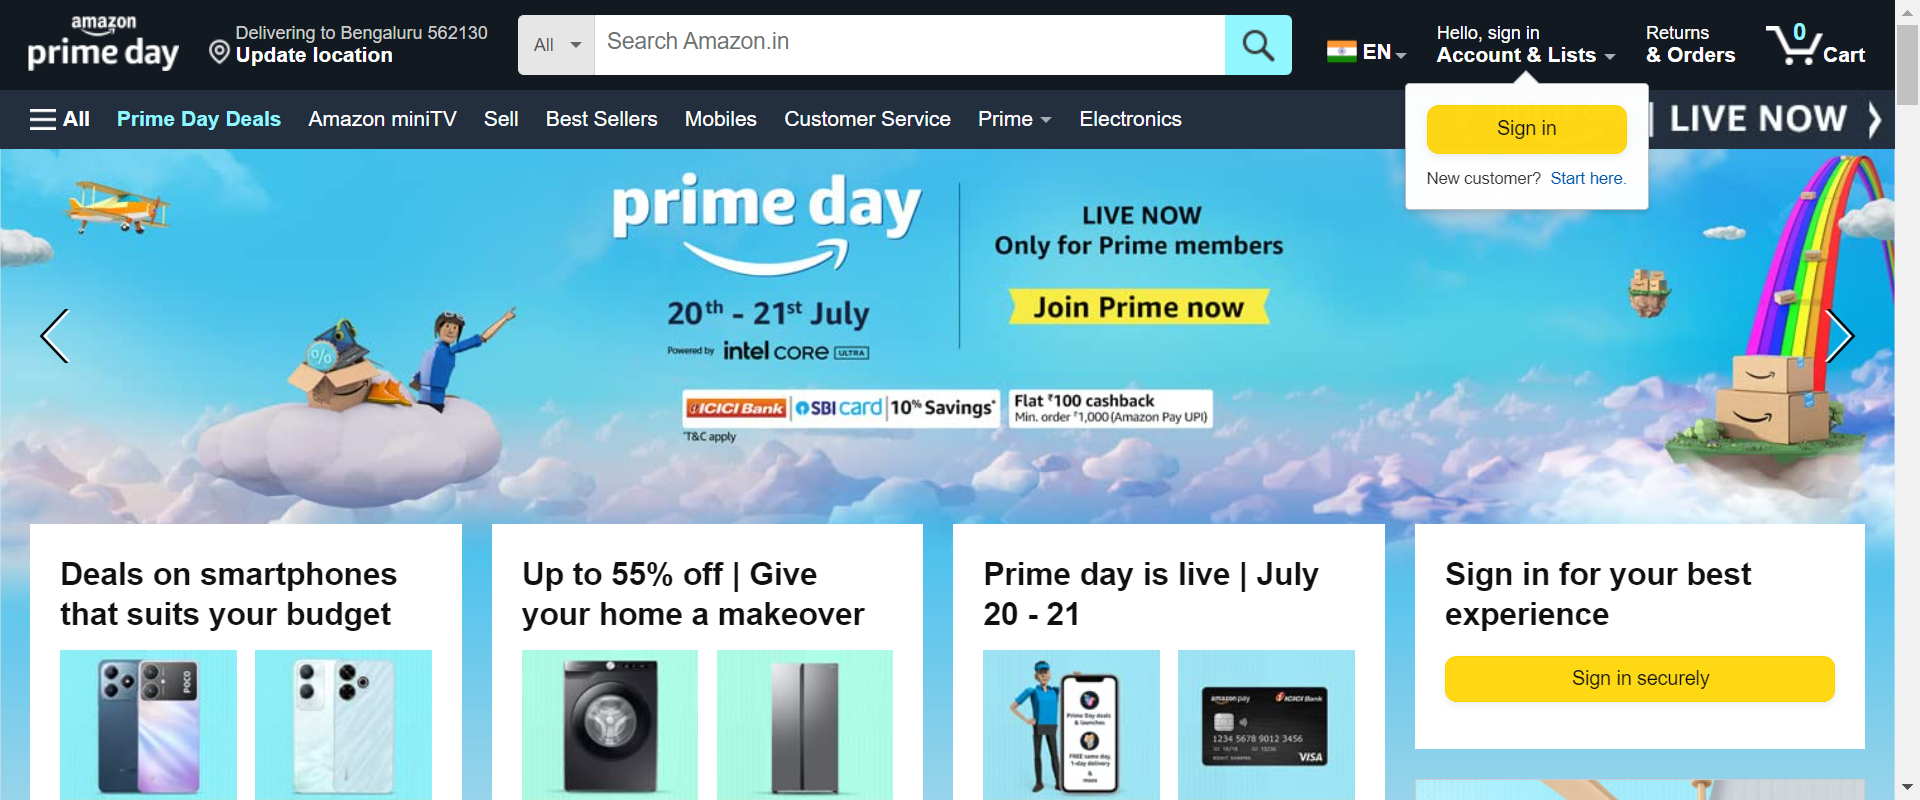 amazon
prime day
Delivering to Bengaluru 562130
Update location
All
Search Amazon.in
EN
Hello, sign in
Account & Lists
Returns
& Orders
0
Cart
All
Prime Day Deals
Amazon miniTV
Sell
Best Sellers
Mobiles
Customer Service
Prime
Electronics
LIVE NOW
Sign in
New customer? Start here.
prime day
20th - 21st July
Powered by intel CORE ULTRA
LIVE NOW
Only for Prime members
Join Prime now
ICICI Bank
SBI card
10% Savings*
Flat ₹100 cashback
Min. order ₹1,000 (Amazon Pay UPI)
*T&C apply
%
Deals on smartphones
that suits your budget
POCO
Up to 55% off | Give
your home a makeover
Prime day is live | July
20 - 21
Prime Day deals
& launches
FREE same day,
1-day delivery
&
more
amazon pay
ICICI Bank
1234 5678 9012 3456
VISA
Sign in for your best
experience
Sign in securely